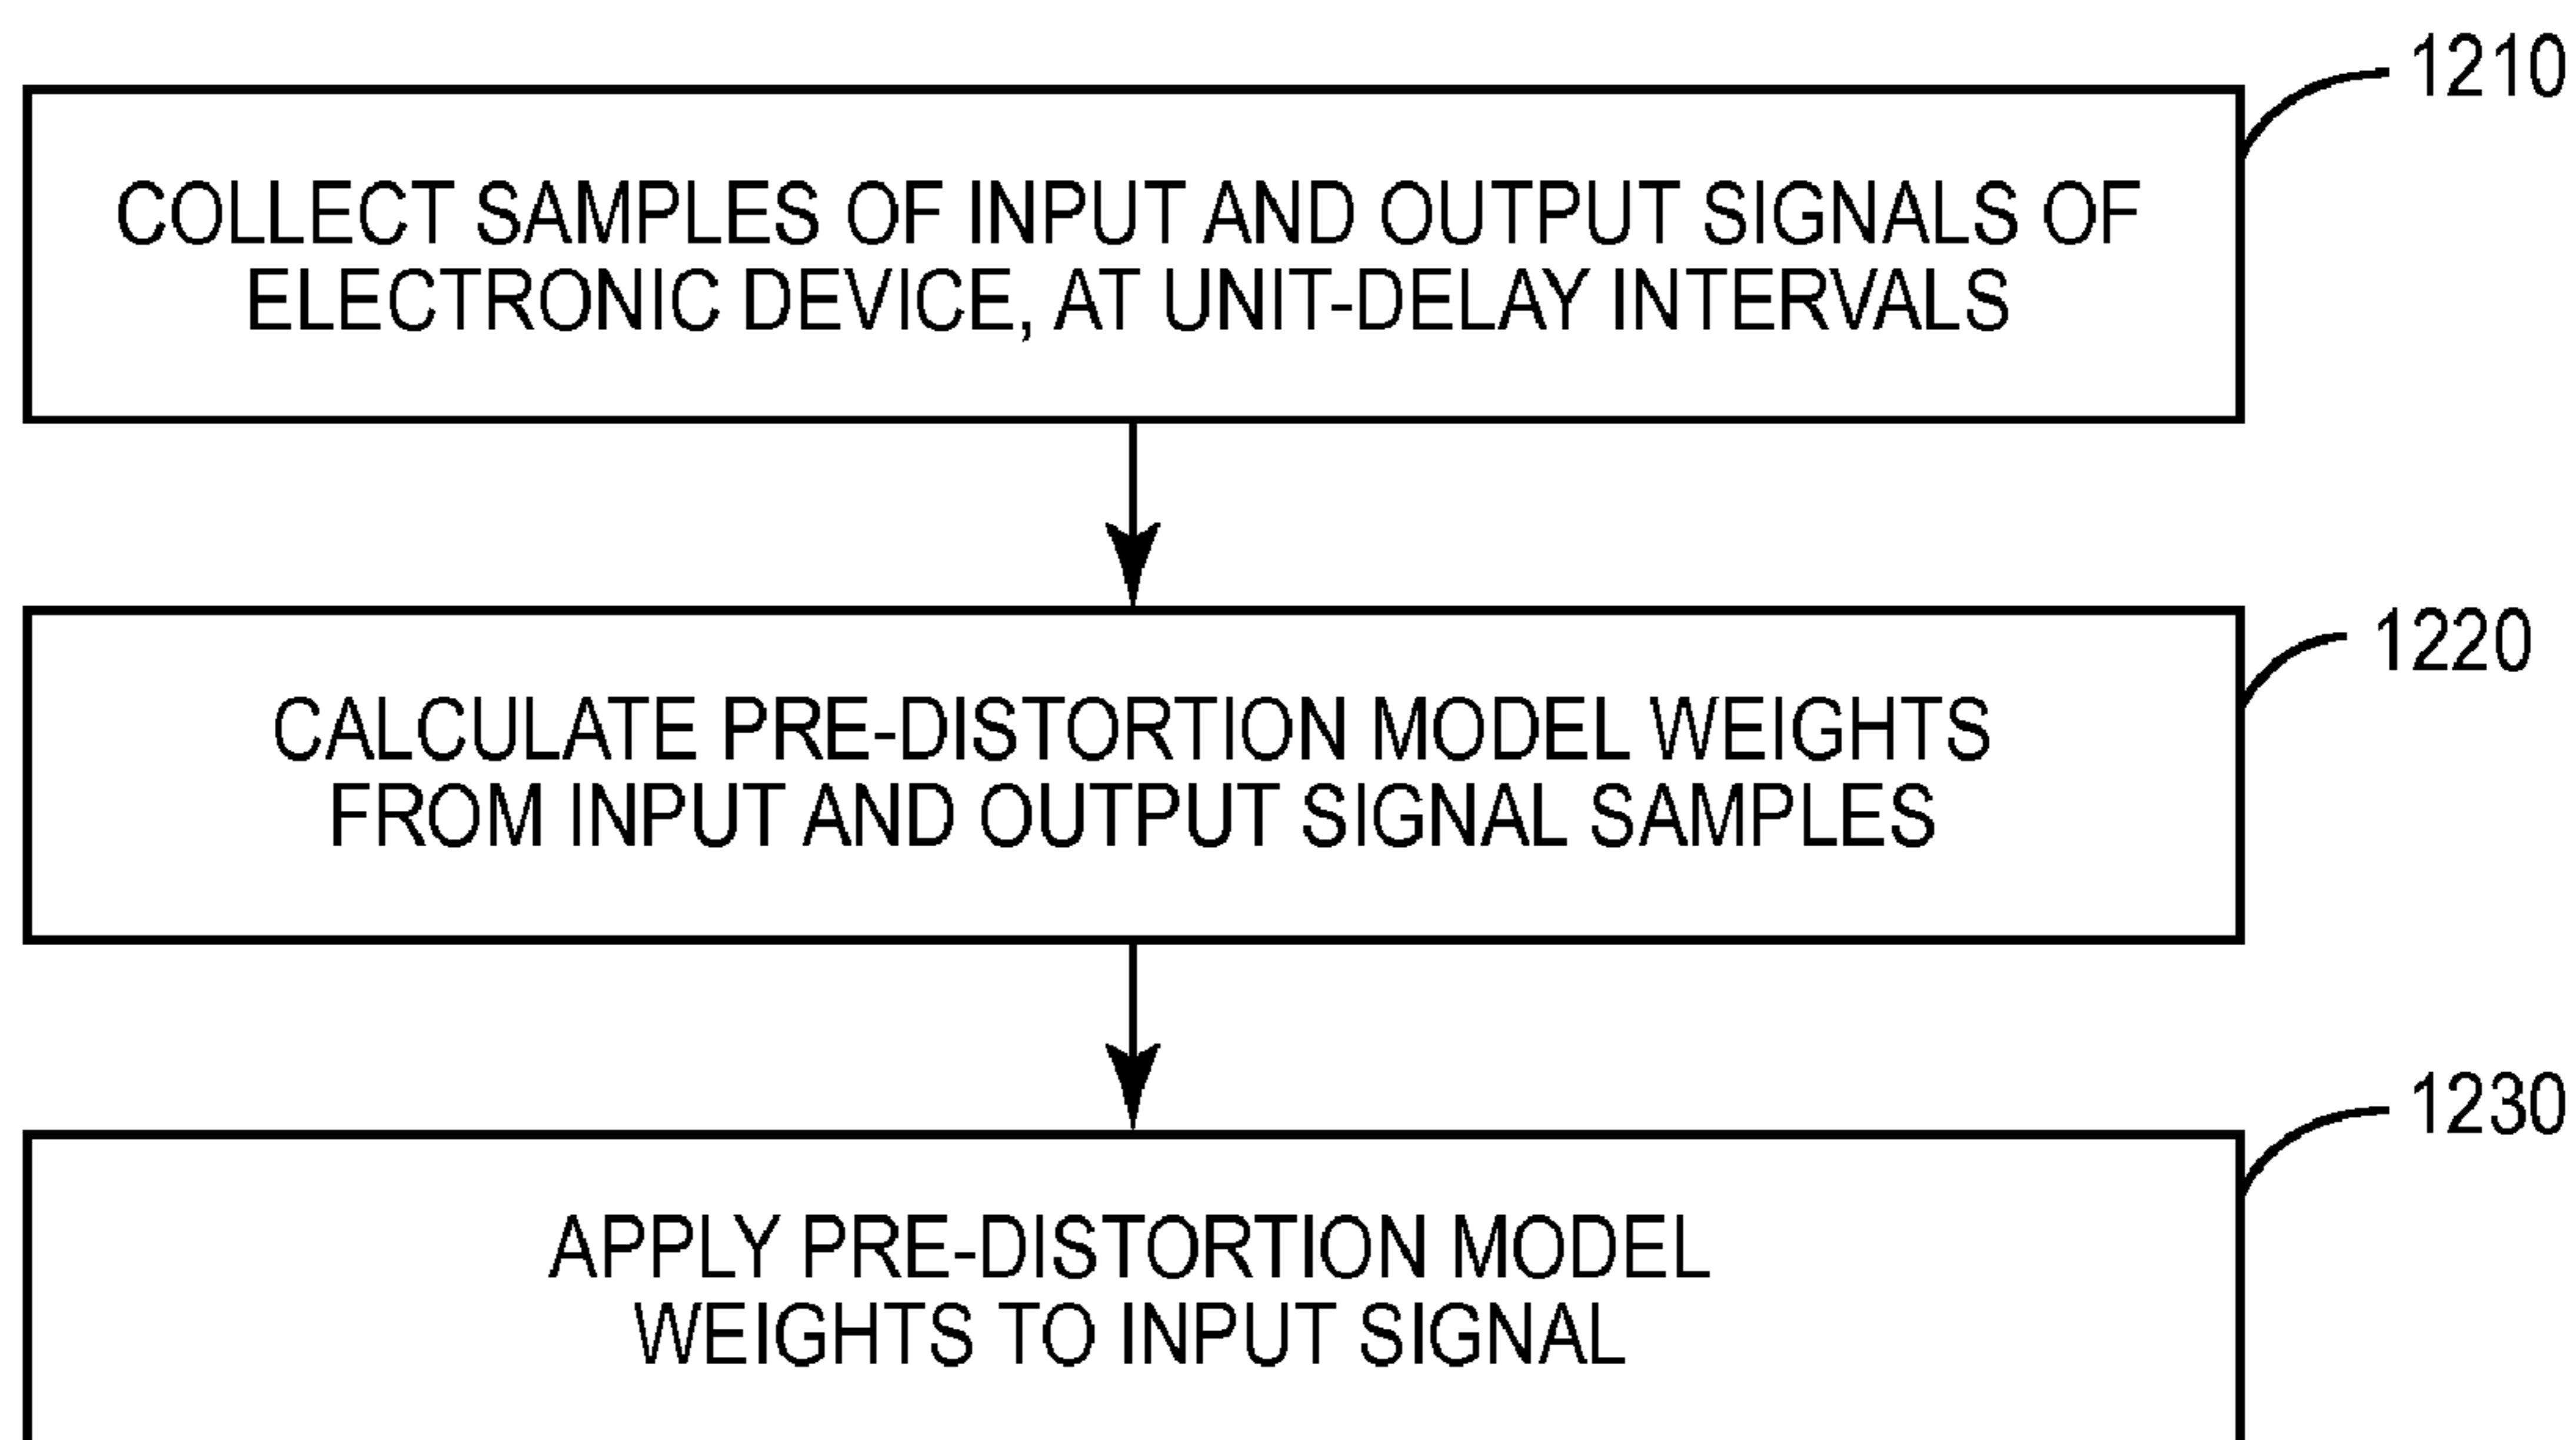 1210
COLLECT SAMPLES OF INPUT AND OUTPUT SIGNALS OF
ELECTRONIC DEVICE, AT UNIT-DELAY INTERVALS
1220
CALCULATE PRE-DISTORTION MODEL WEIGHTS
FROM INPUT AND OUTPUT SIGNAL SAMPLES
1230
APPLY PRE-DISTORTION MODEL
WEIGHTS TO INPUT SIGNAL